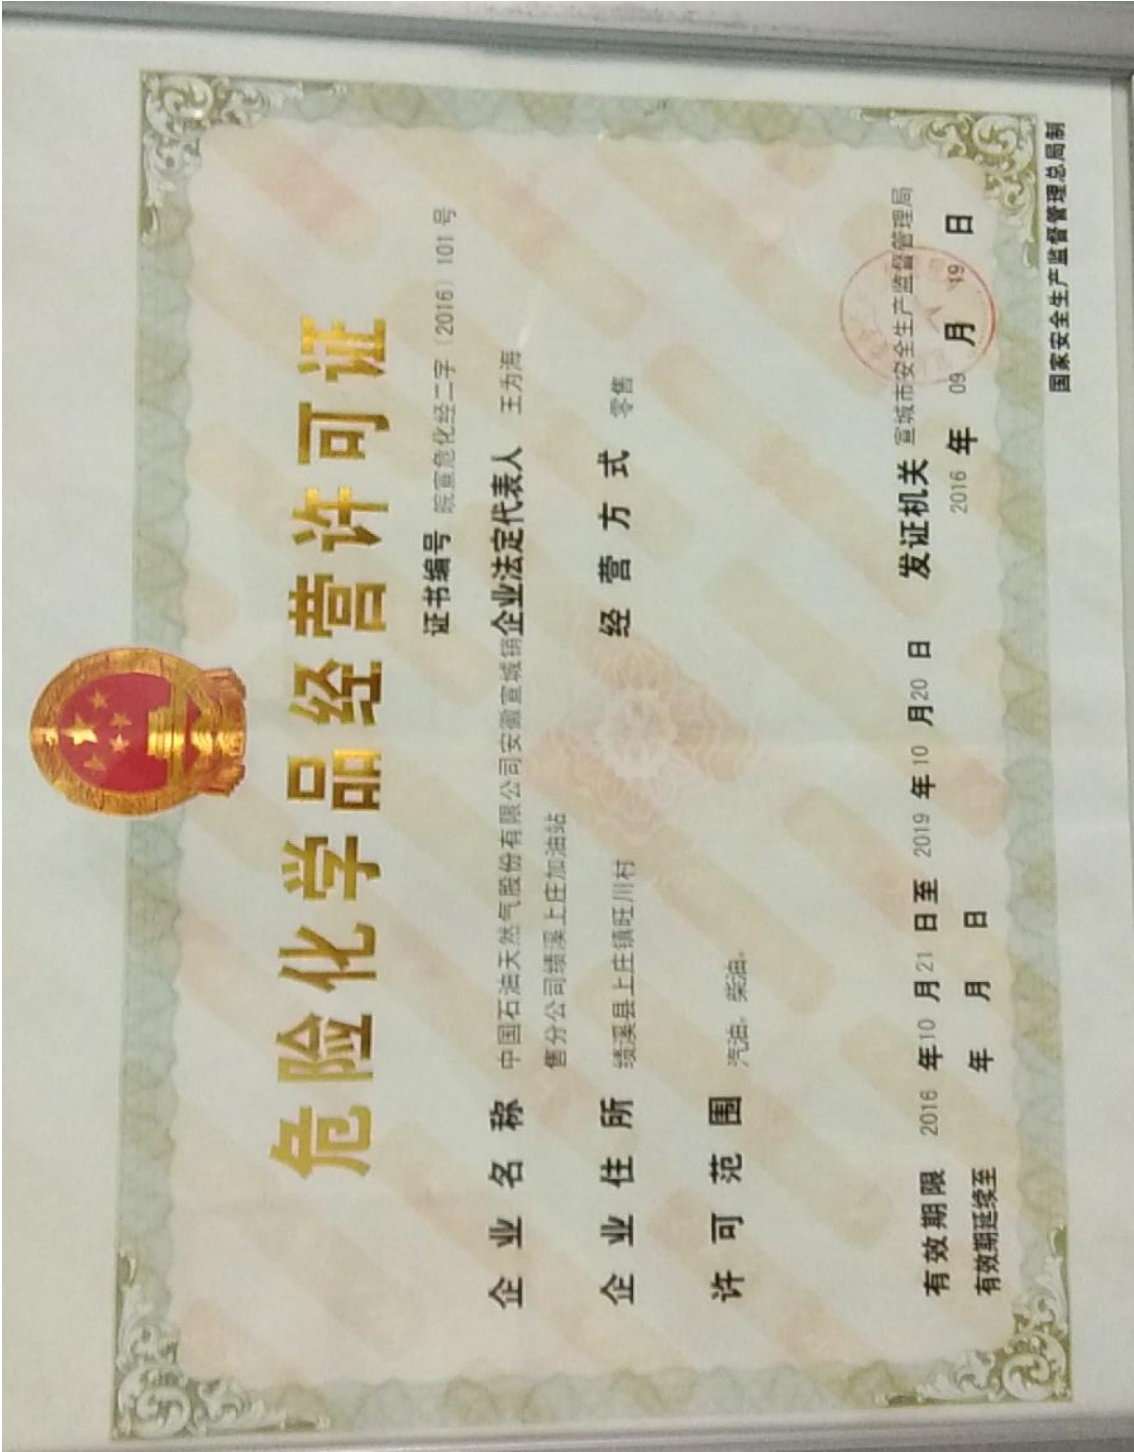 危险化学品经营许可证
证书编号 皖宣危化经二字〔2016〕101号
企业名称 中国石油天然气股份有限公司安徽宣城销
售分公司绩溪上庄加油站
企业法定代表人 王为海
企业住所 绩溪县上庄镇旺川村
经营方式 零售
许可范围 汽油。柴油。
有效期限 2016 年10 月21 日至 2019 年10 月20 日
有效期延续至 年 月 日
发证机关 宣城市安全生产监督管理局
2016 年 09 月 19 日
国家安全生产监督管理总局制